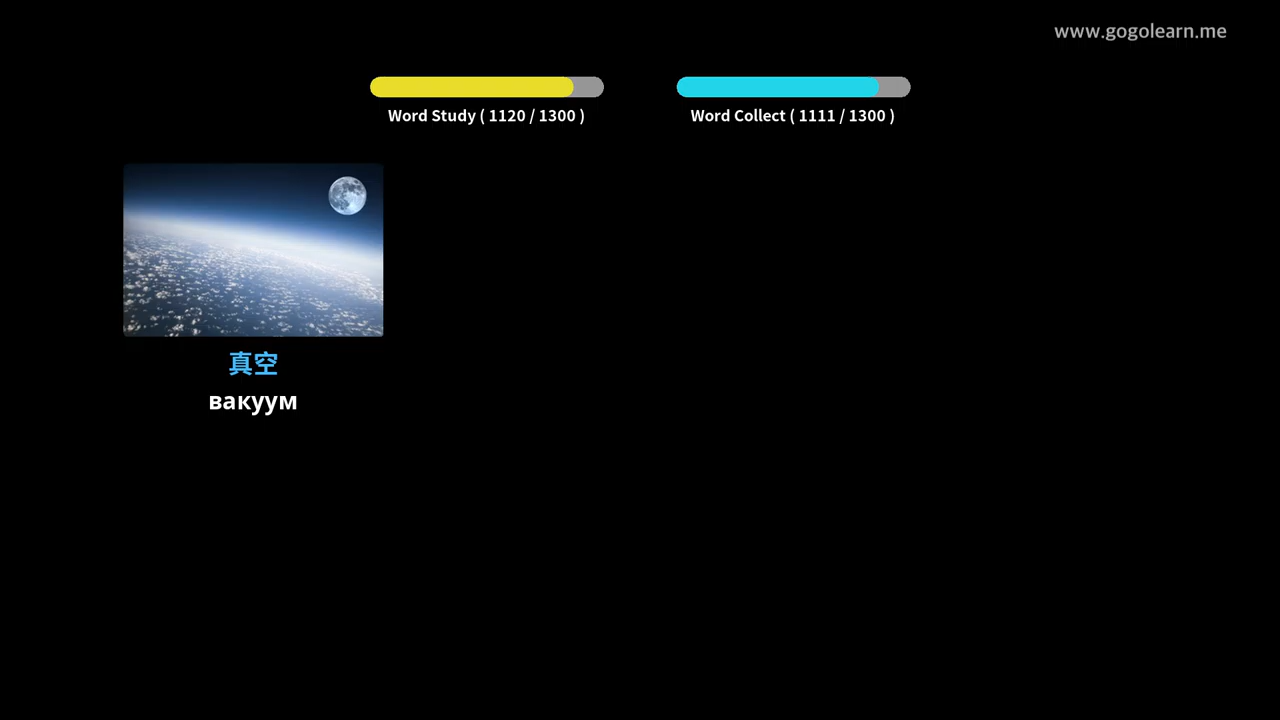 www.gogolearn.me
Word Study ( 1120 / 1300 )
Word Collect ( 1111 / 1300 )
真空
вакуум